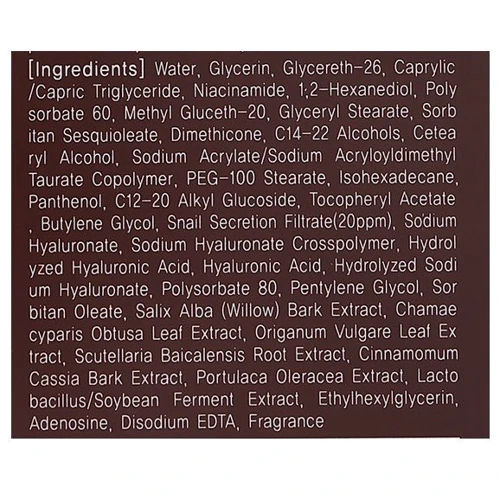 [Ingredients] Water, Glycerin, Glycereth-26, Caprylic
/Capric Triglyceride, Niacinamide, 1,2-Hexanediol, Poly
sorbate 60, Methyl Gluceth-20, Glyceryl Stearate, Sorb
itan Sesquioleate, Dimethicone, C14-22 Alcohols, Cetea
ryl Alcohol, Sodium Acrylate/Sodium Acryloyldimethyl
Taurate Copolymer, PEG-100 Stearate, Isohexadecane,
Panthenol, C12-20 Alkyl Glucoside, Tocopheryl Acetate
, Butylene Glycol, Snail Secretion Filtrate(20ppm), Sodium
Hyaluronate, Sodium Hyaluronate Crosspolymer, Hydrol
yzed Hyaluronic Acid, Hyaluronic Acid, Hydrolyzed Sodi
um Hyaluronate, Polysorbate 80, Pentylene Glycol, Sor
bitan Oleate, Salix Alba (Willow) Bark Extract, Chamae
cyparis Obtusa Leaf Extract, Origanum Vulgare Leaf Ex
tract, Scutellaria Baicalensis Root Extract, Cinnamomum
Cassia Bark Extract, Portulaca Oleracea Extract, Lacto
bacillus/Soybean Ferment Extract, Ethylhexylglycerin,
Adenosine, Disodium EDTA, Fragrance